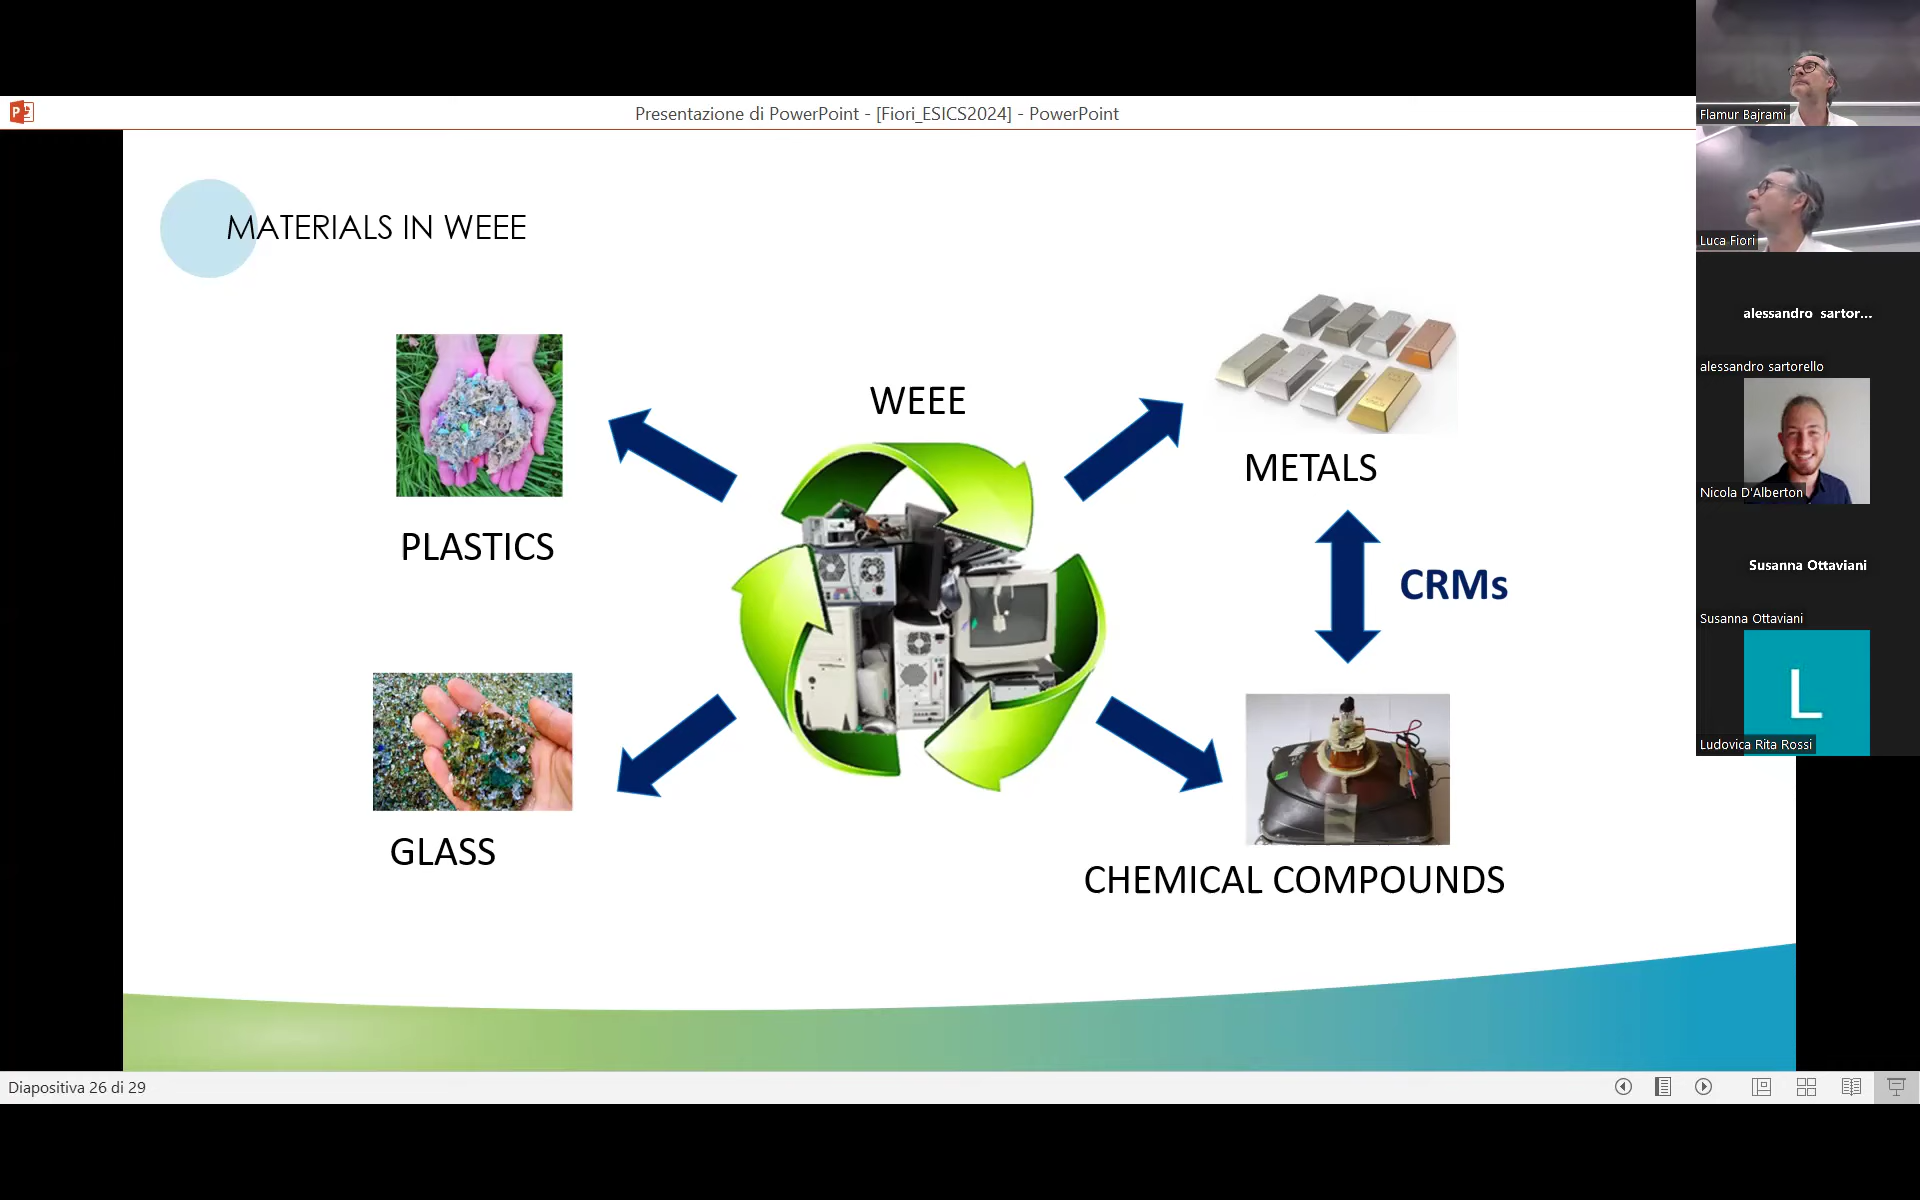 Presentazione di PowerPoint - [Fiori_ESICS2024] - PowerPoint
MATERIALS IN WEEE
WEEE
PLASTICS
METALS
CRMs
GLASS
CHEMICAL COMPOUNDS
Diapositiva 26 di 29
Flamur Bajrami
Luca Fiori
alessandro sartor...
alessandro sartorello
Nicola D'Alberton
Susanna Ottaviani
Susanna Ottaviani
L
Ludovica Rita Rossi